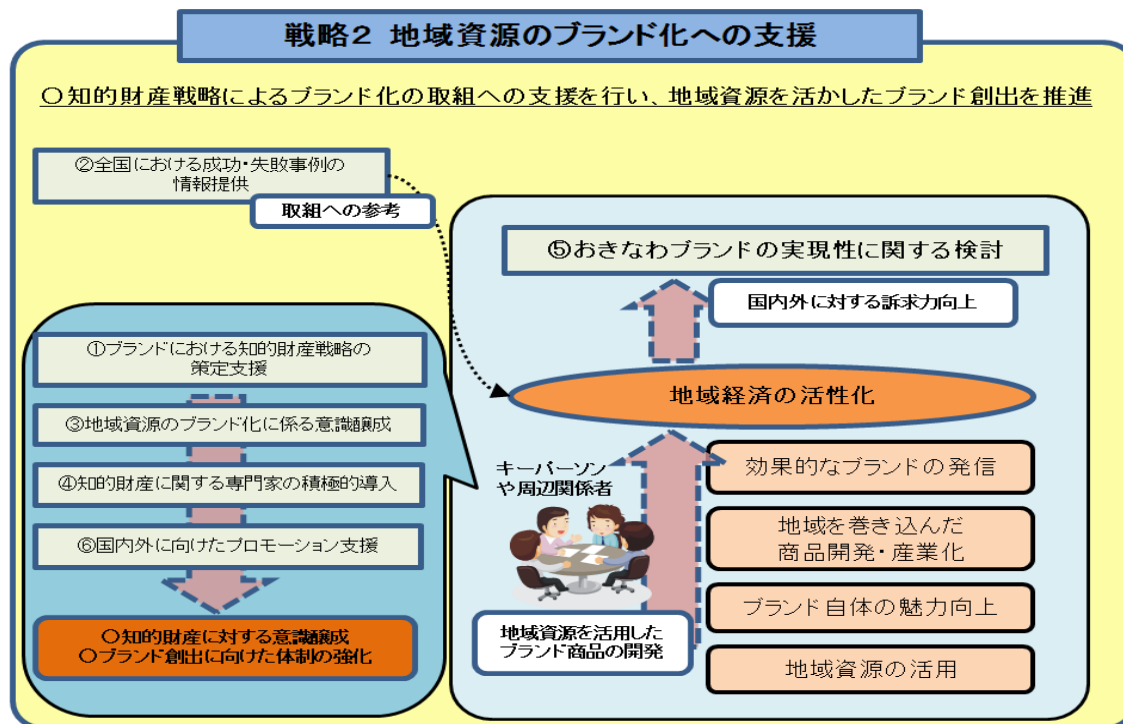 戦略2 地域資源のブランド化への支援
〇知的財産戦略によるブランド化の取組への支援を行い、地域資源を活かしたブランド創出を推進
②全国における成功・失敗事例の
情報提供
取組への参考
⑤おきなわブランドの実現性に関する検討
国内外に対する訴求力向上
①ブランドにおける知的財産戦略の
策定支援
③地域資源のブランド化に係る意識醸成
④知的財産に関する専門家の積極的導入
⑥国内外に向けたプロモーション支援
〇知的財産に対する意識醸成
〇ブランド創出に向けた体制の強化
地域経済の活性化
キーパーソン
や周辺関係者
地域資源を活用した
ブランド商品の開発
効果的なブランドの発信
地域を巻き込んだ
商品開発・産業化
ブランド自体の魅力向上
地域資源の活用